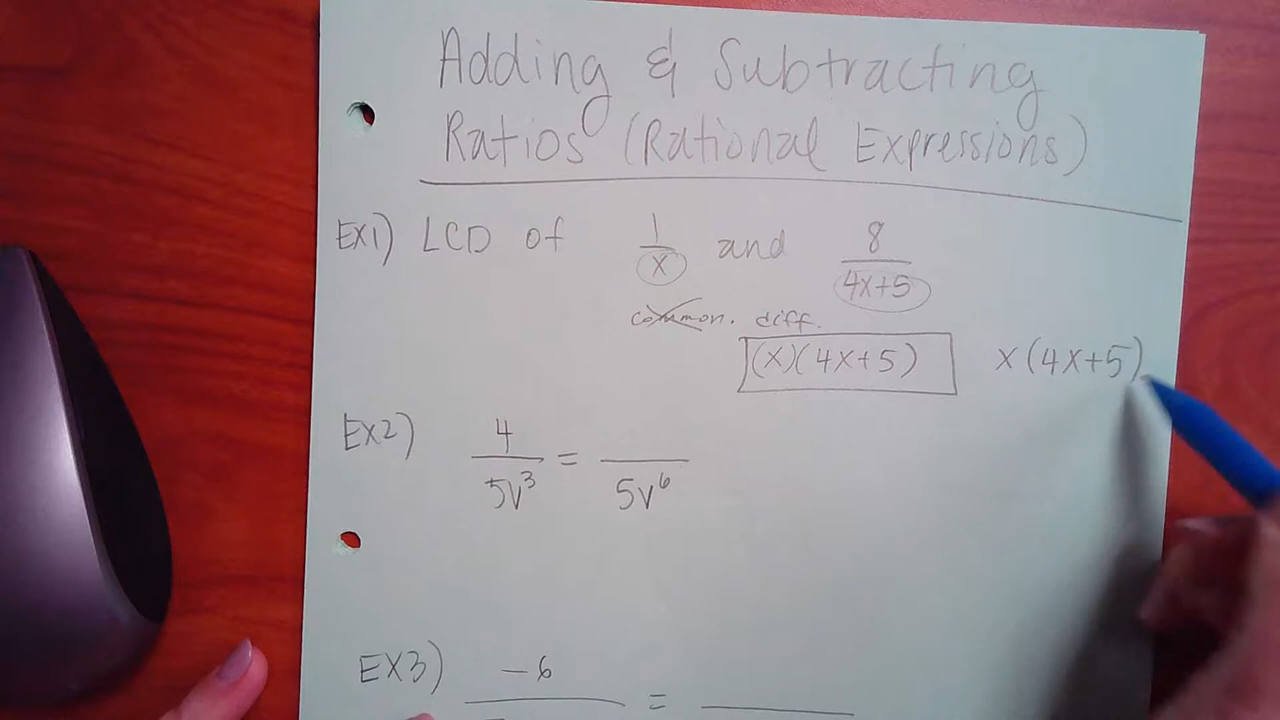 Adding & Subtracting
Ratios (Rational Expressions)
EX1) LCD of 1/x and 8/(4x+5)
common. diff.
(x)(4x+5) x(4x+5)
EX2) 4/5v³ = /5v⁶
EX3) -6 =